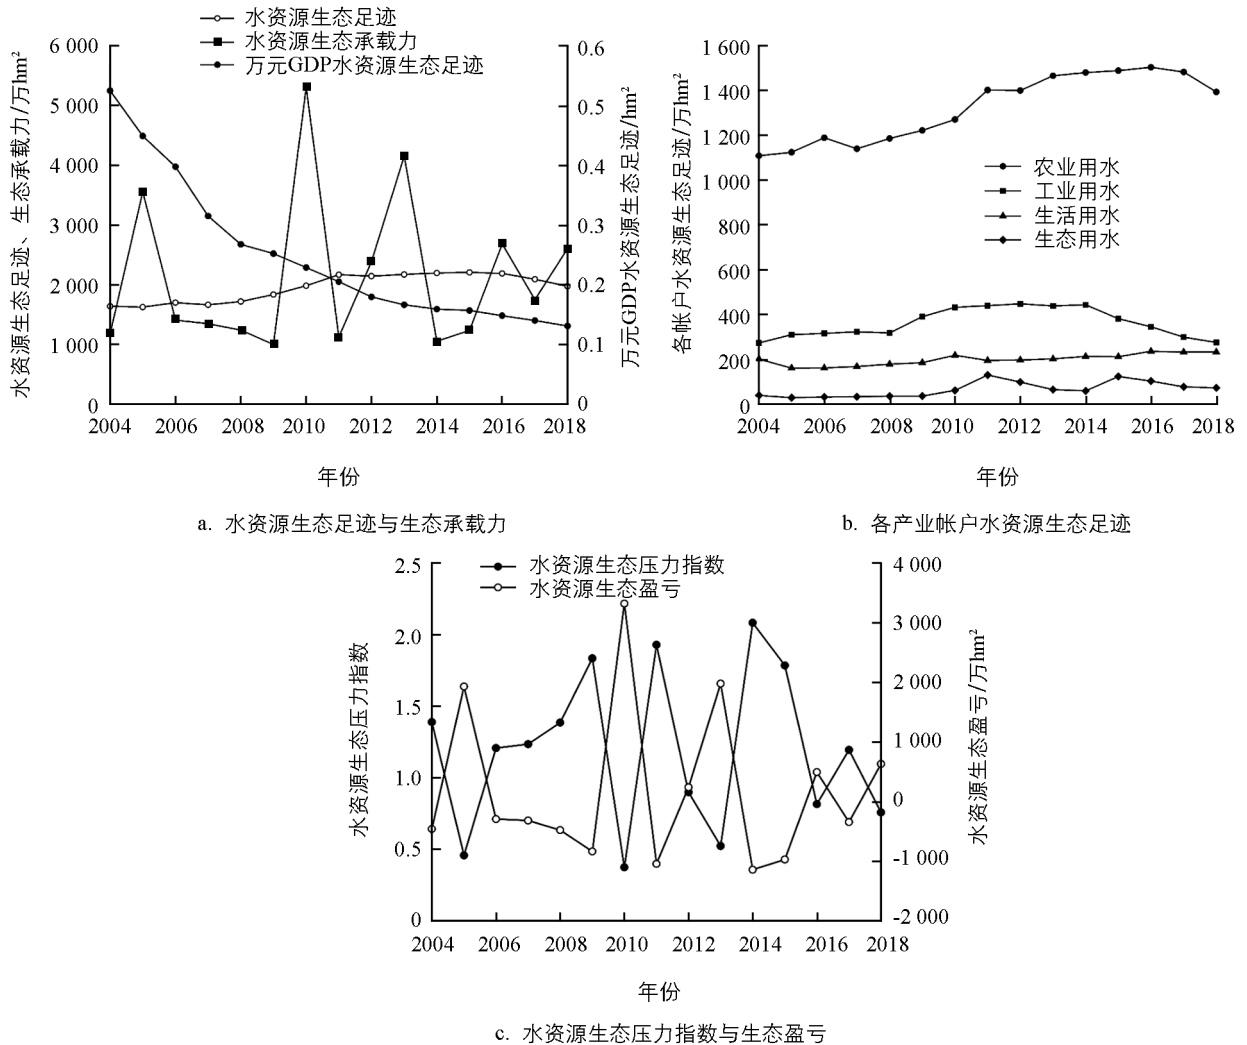 水资源生态足迹
水资源生态承载力
万元GDP水资源生态足迹
水资源生态足迹、生态承载力/万hm²
6 000
5 000
4 000
3 000
2 000
1 000
0
万元GDP水资源生态足迹/hm²
0.6
0.5
0.4
0.3
0.2
0.1
0
2004 2006 2008 2010 2012 2014 2016 2018
年份
a. 水资源生态足迹与生态承载力
各帐户水资源生态足迹/万hm²
1 600
1 400
1 200
1 000
800
600
400
200
0
农业用水
工业用水
生活用水
生态用水
2004 2006 2008 2010 2012 2014 2016 2018
年份
b. 各产业帐户水资源生态足迹
水资源生态压力指数
水资源生态盈亏
水资源生态压力指数
2.5
2.0
1.5
1.0
0.5
0
水资源生态盈亏/万hm²
4 000
3 000
2 000
1 000
0
-1 000
-2 000
2004 2006 2008 2010 2012 2014 2016 2018
年份
c. 水资源生态压力指数与生态盈亏